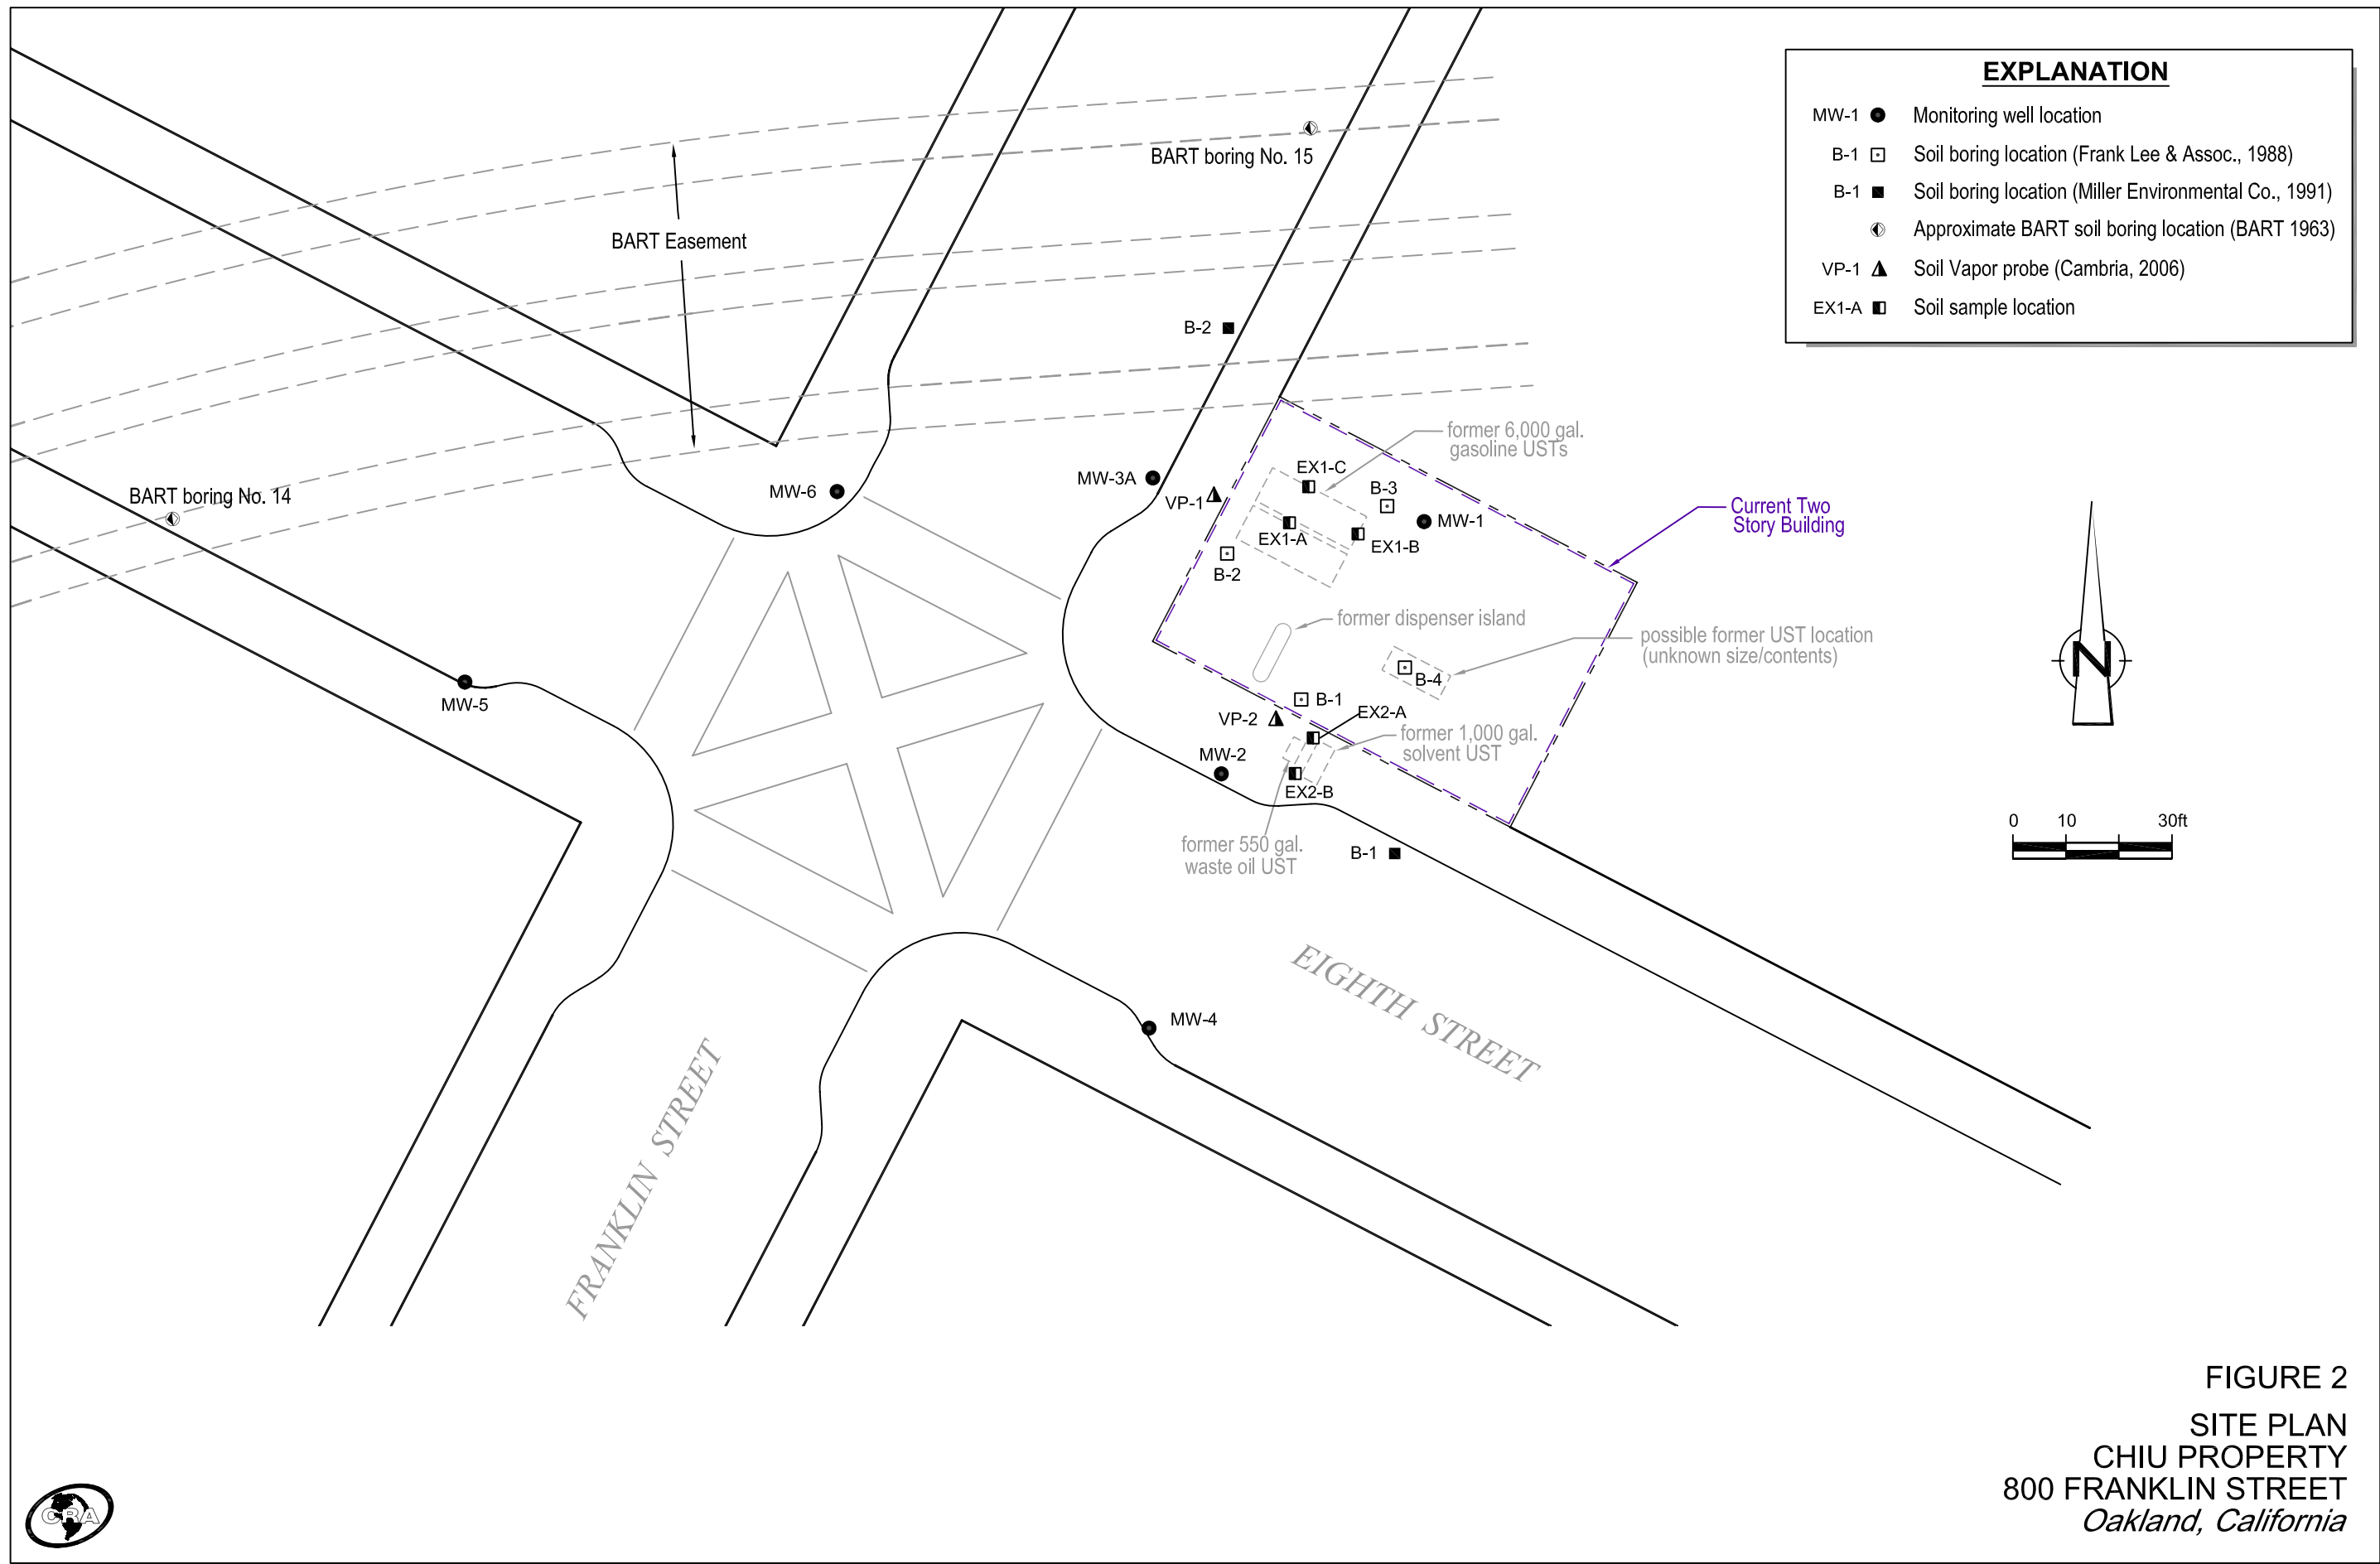 EXPLANATION
MW-1 Monitoring well location
B-1 Soil boring location (Frank Lee & Assoc., 1988)
B-1 Soil boring location (Miller Environmental Co., 1991)
Approximate BART soil boring location (BART 1963)
VP-1 Soil Vapor probe (Cambria, 2006)
EX1-A Soil sample location
BART boring No. 15
BART Easement
B-2
former 6,000 gal.
gasoline USTs
EX1-C
MW-3A
B-3
MW-6
BART boring No. 14
VP-1
Current Two
Story Building
MW-1
EX1-A
EX1-B
B-2
former dispenser island
possible former UST location
(unknown size/contents)
N
B-4
MW-5
B-1
EX2-A
VP-2
former 1,000 gal.
solvent UST
MW-2
EX2-B
0 10 30ft
former 550 gal.
waste oil UST
B-1
EIGHTH STREET
MW-4
FRANKLIN STREET
FIGURE 2
SITE PLAN
CHIU PROPERTY
800 FRANKLIN STREET
Oakland, California
CRA